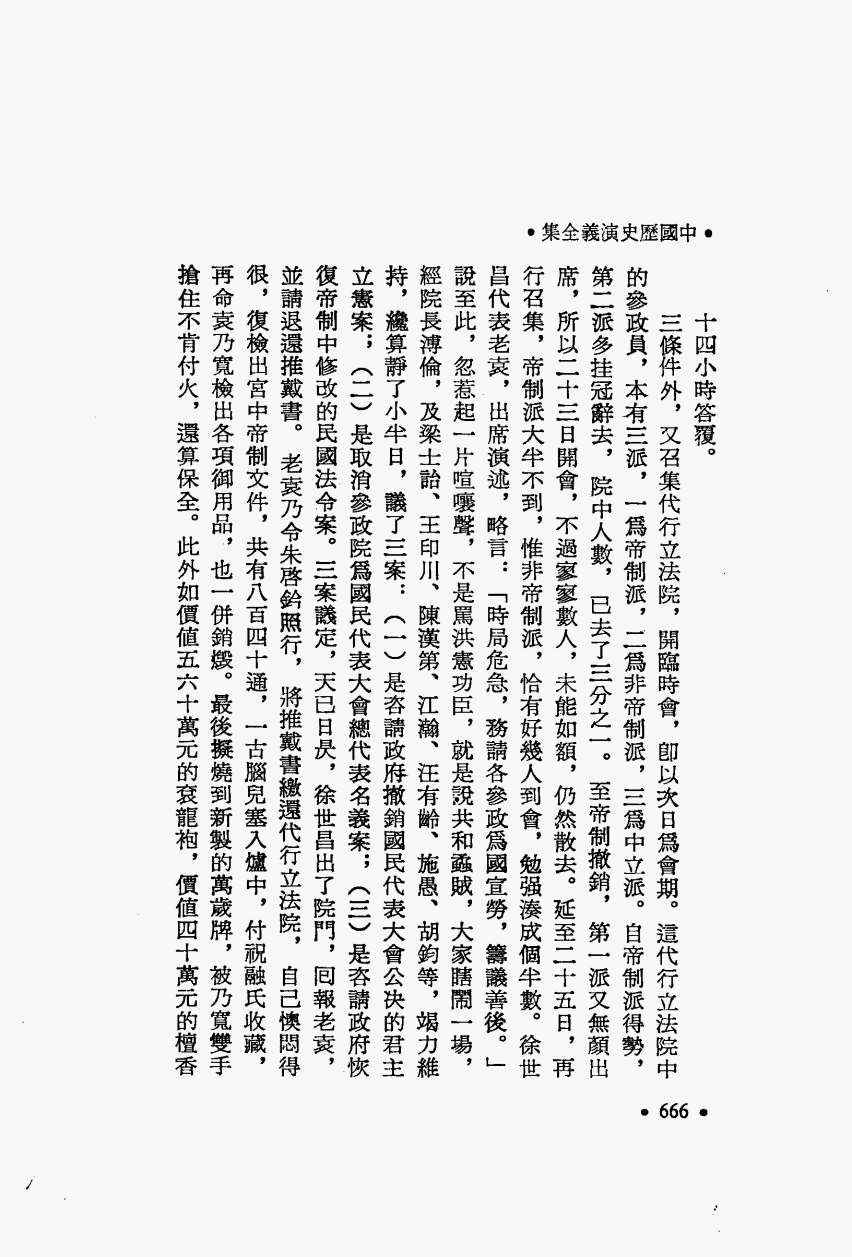 •中國歷史演義全集•
十四小時答覆。
三條件外，又召集代行立法院，開臨時會，卽以次日爲會期。這代行立法院中
的參政員，本有三派，一爲帝制派，二爲非帝制派，三爲中立派。自帝制派得勢，
第二派多挂冠辭去，院中人數，已去了三分之一。至帝制撤銷，第一派又無顏出
席，所以二十三日開會，不過寥寥數人，未能如額，仍然散去。延至二十五日，再
行召集，帝制派大半不到，惟非帝制派，恰有好幾人到會，勉强湊成個半數。徐世
昌代表老袁，出席演述，略言：「時局危急，務請各參政爲國宣勞，籌議善後。」
說至此，忽惹起一片喧嚷聲，不是罵洪憲功臣，就是說共和蟊賊，大家瞎鬧一場，
經院長溥倫，及梁士詒、王印川、陳漢第、江瀚、汪有齡、施愚、胡鈞等，竭力維
持，纔算靜了小半日，議了三案：（一）是咨請政府撤銷國民代表大會公決的君主
立憲案；（二）是取消參政院爲國民代表大會總代表名義案；（三）是咨請政府恢
復帝制中修改的民國法令案。三案議定，天已日昃，徐世昌出了院門，囘報老袁，
並請退還推戴書。老袁乃令朱啓鈐照行，將推戴書繳還代行立法院，自己懊悶得
很，復檢出宮中帝制文件，共有八百四十通，一古腦兒塞入爐中，付祝融氏收藏，
再命袁乃寬檢出各項御用品，也一併銷燬。最後擬燒到新製的萬歲牌，被乃寬雙手
搶住不肯付火，還算保全。此外如價值五六十萬元的袞龍袍，價值四十萬元的檀香
•666•